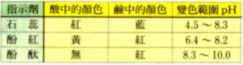 指示劑 酸中的顏色 鹼中的顏色 變色範圍 pH
石蕊 紅 藍 4.5 ~ 8.3
酚紅 黃 紅 6.4 ~ 8.2
酚酞 無 紅 8.3 ~ 10.0